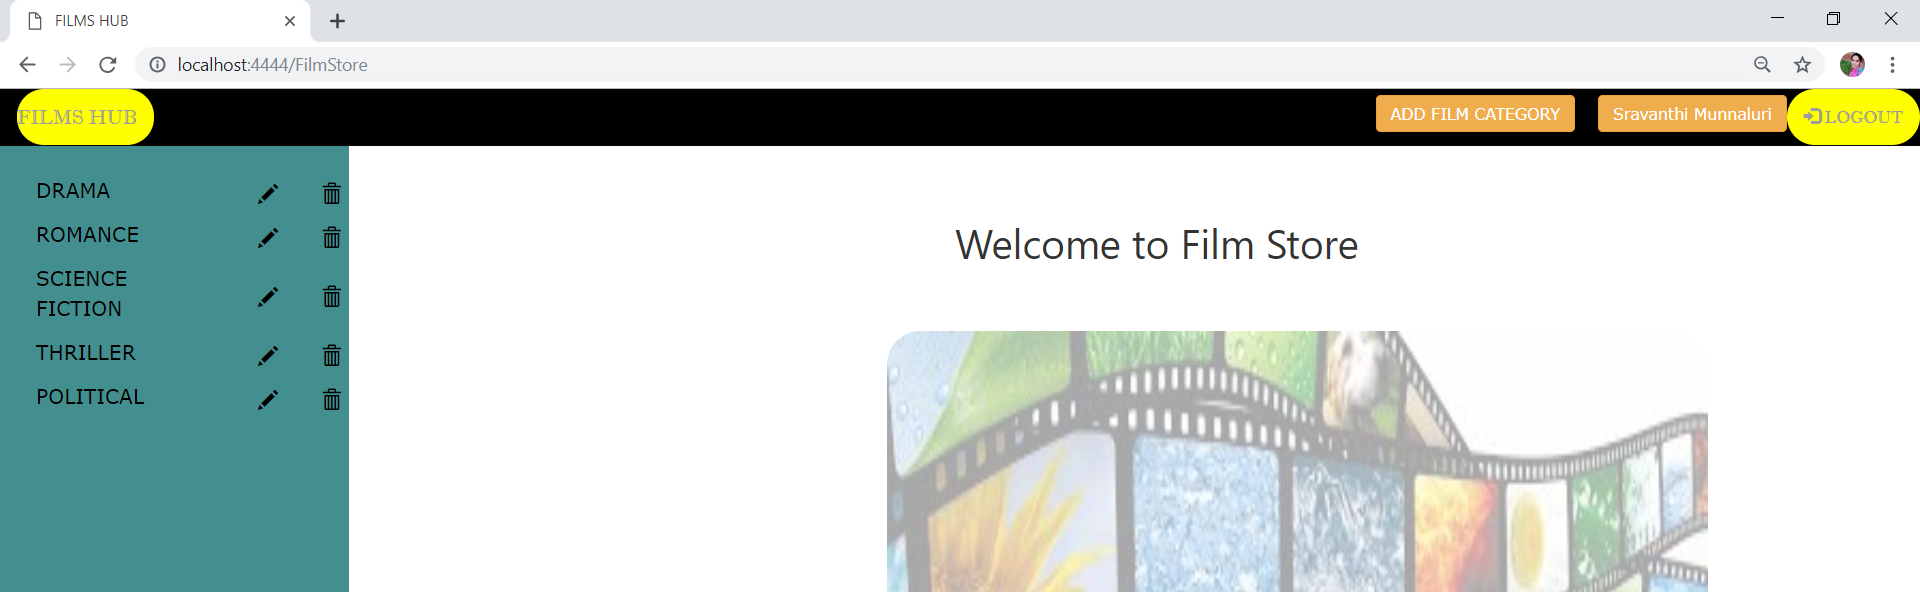 FILMS HUB
localhost:4444/FilmStore
FILMS HUB
ADD FILM CATEGORY
Sravanthi Munnaluri
LOGOUT
DRAMA
ROMANCE
SCIENCE
FICTION
THRILLER
POLITICAL
Welcome to Film Store